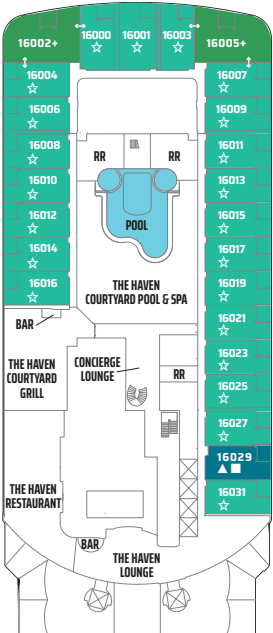 16002+
16000
16001
16003
16005+
16004
16007
16006
16009
16008
RR
RR
16011
16010
16013
16012
POOL
16015
16014
16017
16016
THE HAVEN
COURTYARD POOL & SPA
16019
BAR
16021
THE HAVEN
COURTYARD
GRILL
CONCIERGE
LOUNGE
16023
RR
16025
16027
16029
THE HAVEN
RESTAURANT
16031
BAR
THE HAVEN
LOUNGE